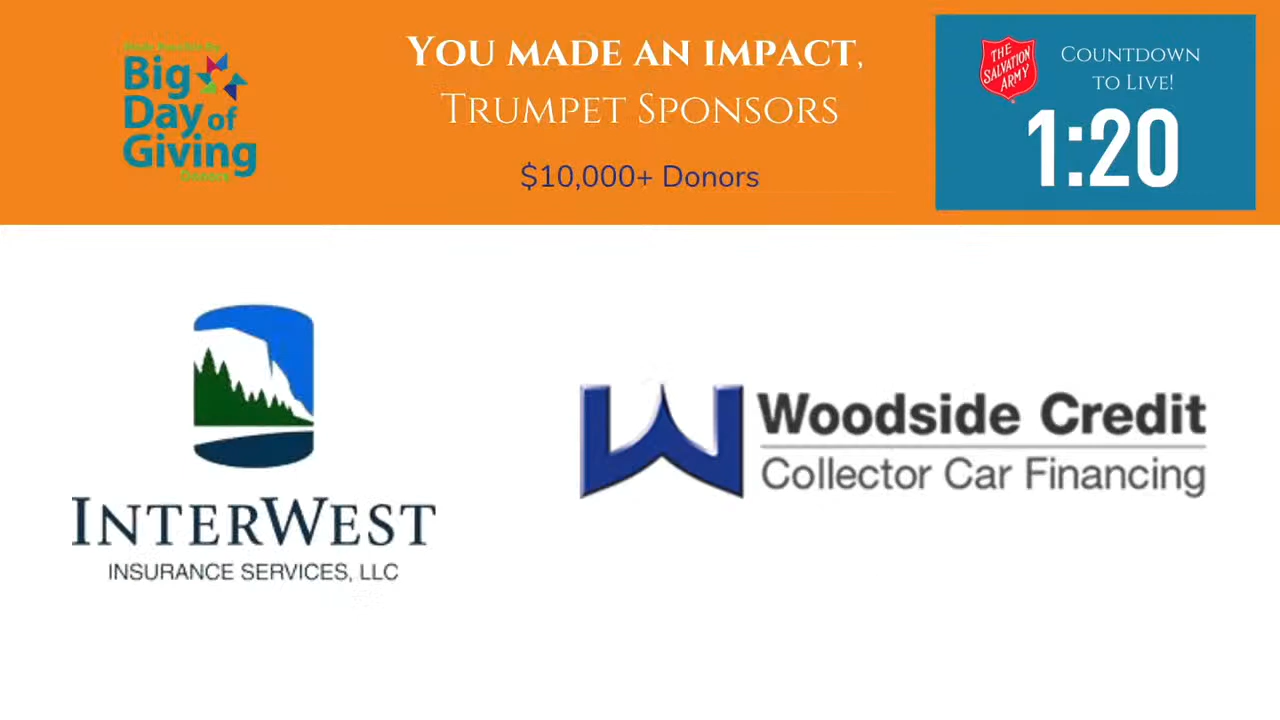 Big
Day of
Giving
Donors
YOU MADE AN IMPACT,
TRUMPET SPONSORS
$10,000+ Donors
THE
SALVATION
ARMY
COUNTDOWN
TO LIVE!
1:20
INTERWEST
INSURANCE SERVICES, LLC
Woodside Credit
Collector Car Financing